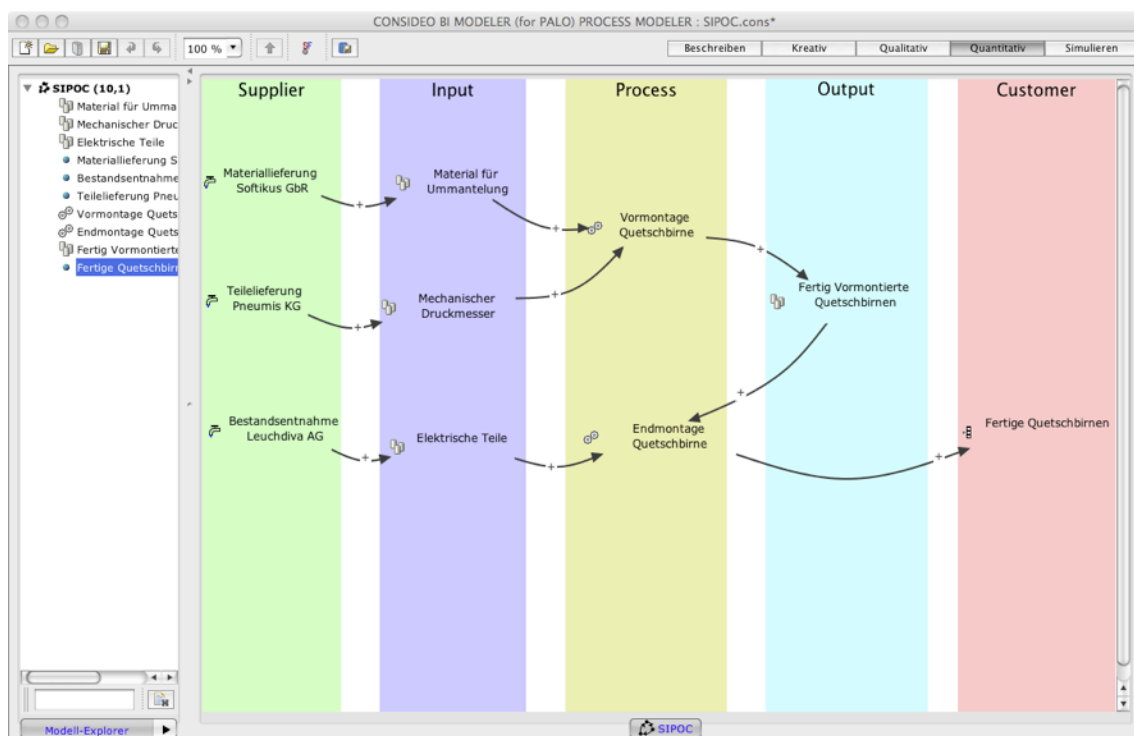 CONSIDEO BI MODELER (for PALO) PROCESS MODELER : SIPOC.cons*
100 %
Beschreiben
Kreativ
Qualitativ
Quantitativ
Simulieren
SIPOC (10,1)
Material für Umma
Mechanischer Druc
Elektrische Teile
Materiallieferung S
Bestandsentnahme
Teilelieferung Pneu
Vormontage Quets
Endmontage Quets
Fertig Vormontierte
Fertige Quetschbirn
Modell-Explorer
Supplier
Input
Process
Output
Customer
Materiallieferung
Softikus GbR
+
Material für
Ummantelung
+
Vormontage
Quetschbirne
+
Teilelieferung
Pneumis KG
+
Mechanischer
Druckmesser
+
Fertig Vormontierte
Quetschbirnen
+
Bestandsentnahme
Leuchdiva AG
+
Elektrische Teile
+
Endmontage
Quetschbirne
+
Fertige Quetschbirnen
SIPOC